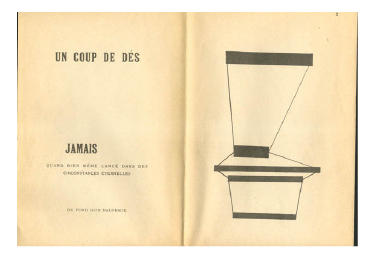 UN COUP DE DÉS
JAMAIS
QUAND BIEN MÊME LANCÉ DANS DES
CIRCONSTANCES ÉTERNELLES
DU FOND D'UN NAUFRAGE